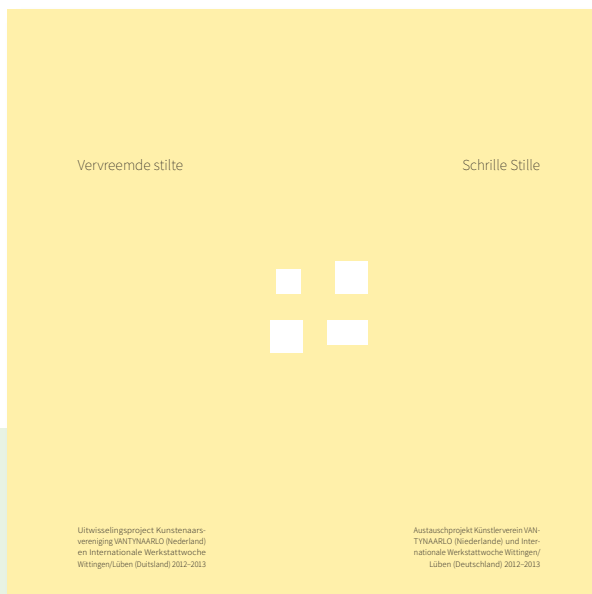 Vervreemde stilte
Schrille Stille
Uitwisselingsproject Kunstenaars-
vereniging VANTYNAARLO (Nederland)
en Internationale Werkstattwoche
Wittingen/Lüben (Duitsland) 2012–2013
Austauschprojekt Künstlerverein VAN-
TYNAARLO (Niederlande) und Inter-
nationale Werkstattwoche Wittingen/
Lüben (Deutschland) 2012–2013